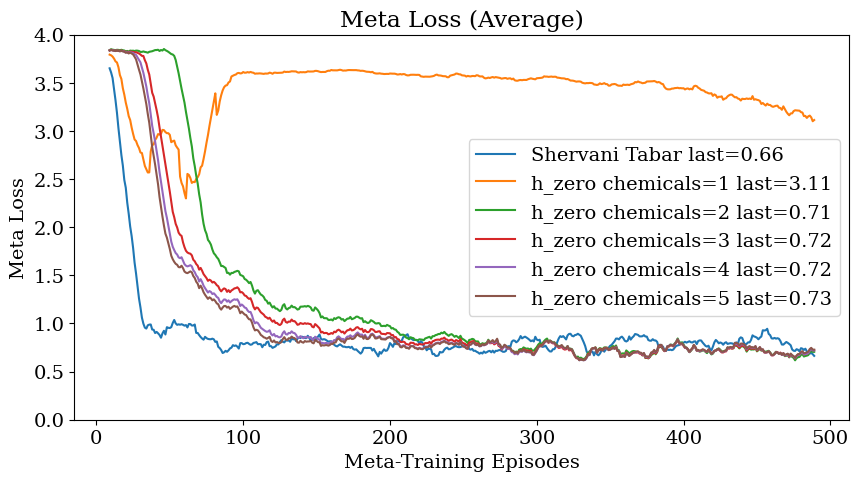 Meta Loss (Average)
4.0
3.5
3.0
2.5
2.0
1.5
1.0
0.5
0.0
Meta Loss
Shervani Tabar last=0.66
h_zero chemicals=1 last=3.11
h_zero chemicals=2 last=0.71
h_zero chemicals=3 last=0.72
h_zero chemicals=4 last=0.72
h_zero chemicals=5 last=0.73
0 100 200 300 400 500
Meta-Training Episodes